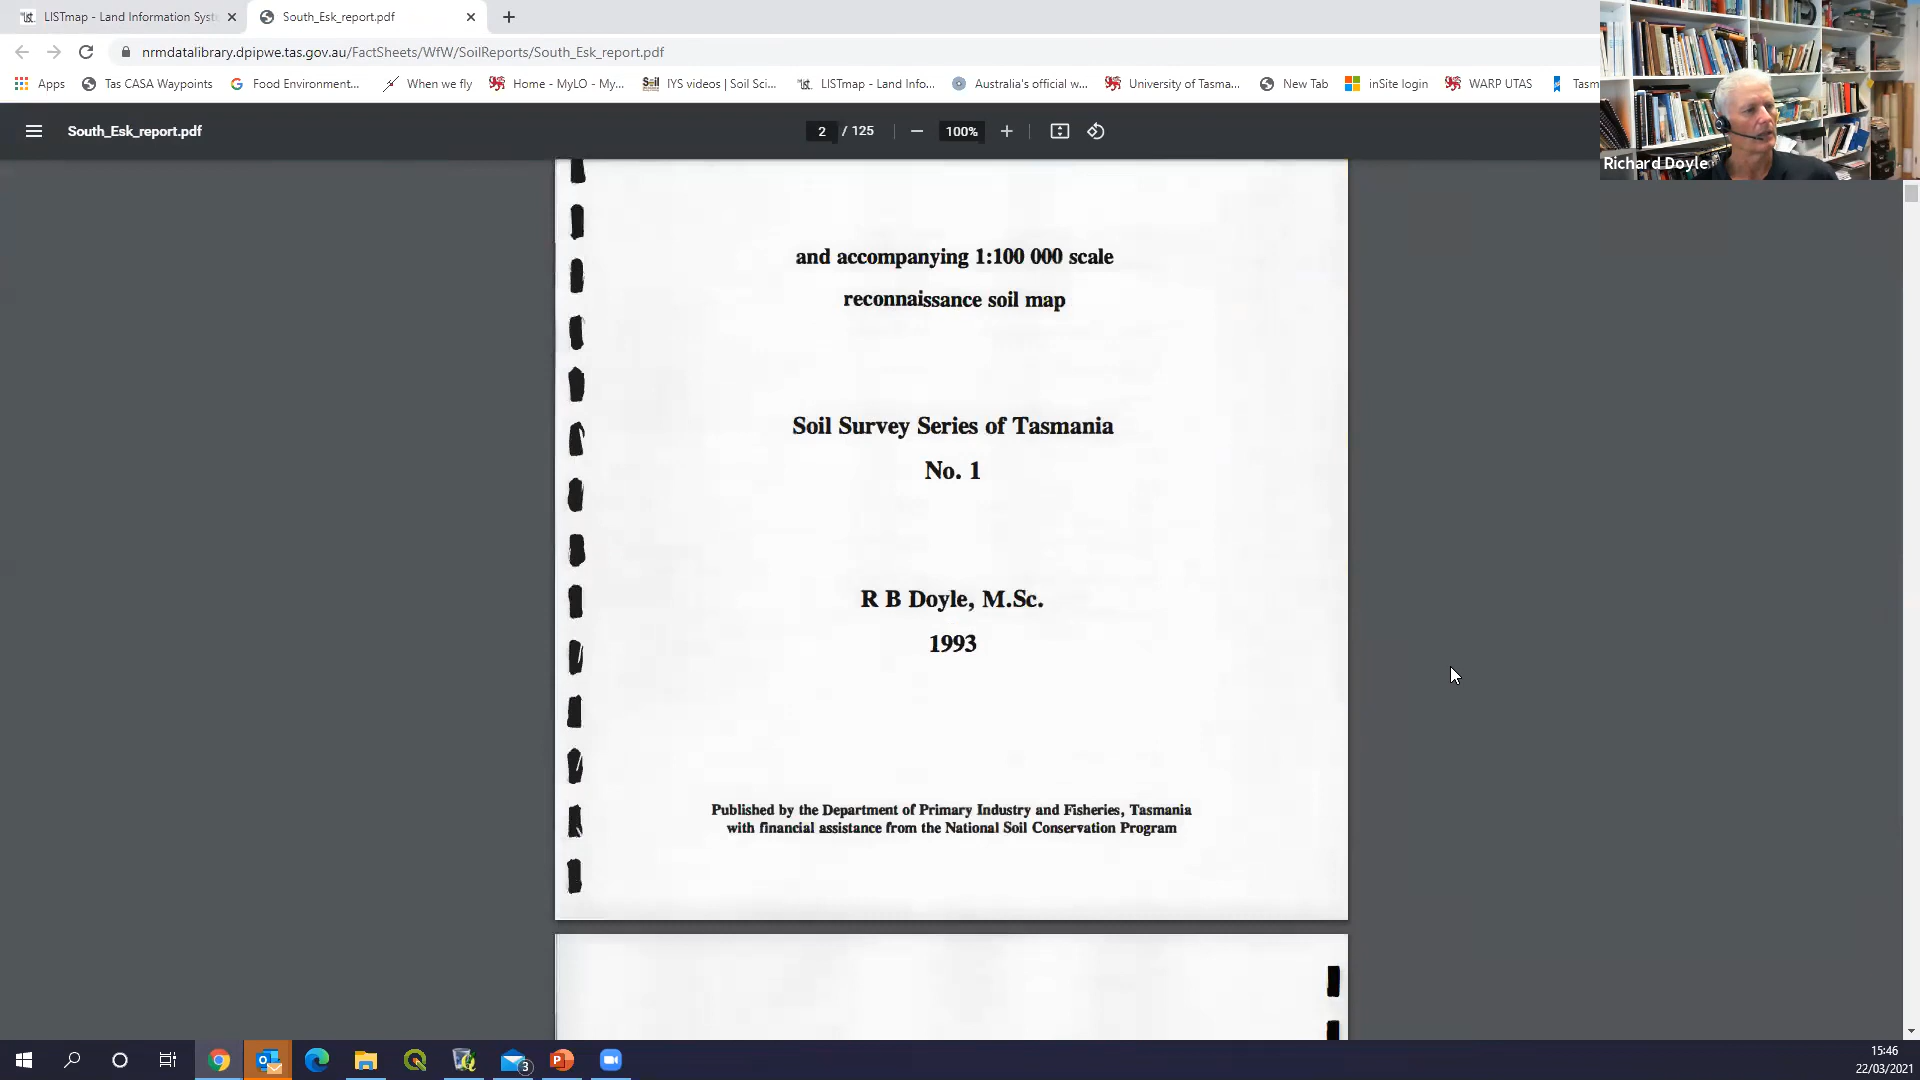 LISTmap - Land Information Syst
South_Esk_report.pdf
nrmdatalibrary.dpipwe.tas.gov.au/FactSheets/WfW/SoilReports/South_Esk_report.pdf
Apps
Tas CASA Waypoints
Food Environment...
When we fly
Home - MyLO - My...
IYS videos | Soil Sci...
LISTmap - Land Info...
Australia's official w...
University of Tasma...
New Tab
inSite login
WARP UTAS
Tasm
South_Esk_report.pdf
2 / 125
100%
Richard Doyle
and accompanying 1:100 000 scale
reconnaissance soil map
Soil Survey Series of Tasmania
No. 1
R B Doyle, M.Sc.
1993
Published by the Department of Primary Industry and Fisheries, Tasmania
with financial assistance from the National Soil Conservation Program
3
15:46
22/03/2021